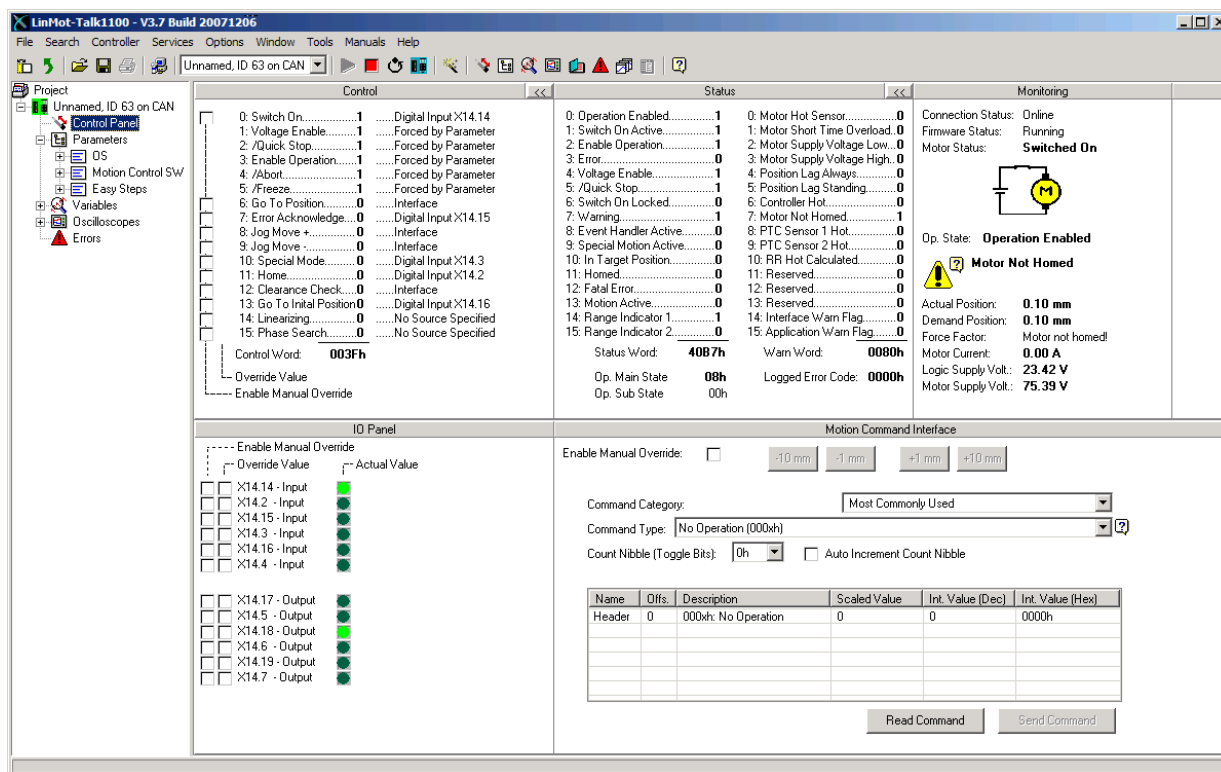 LinMot-Talk1100 - V3.7 Build 20071206
File Search Controller Services Options Window Tools Manuals Help
Unnamed, ID 63 on CAN
Project
Unnamed, ID 63 on CAN
Control Panel
Parameters
OS
Motion Control SW
Easy Steps
Variables
Oscilloscopes
Errors
Control <<
0: Switch On..................1 ......Digital Input X14.14
1: Voltage Enable..........1 ......Forced by Parameter
2: /Quick Stop...............1 ......Forced by Parameter
3: Enable Operation.......1 ......Forced by Parameter
4: /Abort........................1 ......Forced by Parameter
5: /Freeze.....................1 ......Forced by Parameter
6: Go To Position...........0 ......Interface
7: Error Acknowledge....0 ......Digital Input X14.15
8: Jog Move +...............0 ......Interface
9: Jog Move -................0 ......Interface
10: Special Mode...........0 ......Digital Input X14.3
11: Home......................0 ......Digital Input X14.2
12: Clearance Check.....0 ......Interface
13: Go To Inital Position0 ......Digital Input X14.16
14: Linearizing...............0 ......No Source Specified
15: Phase Search..........0 ......No Source Specified
Control Word: 003Fh
Override Value
Enable Manual Override
Status <<
0: Operation Enabled.........1
1: Switch On Active............1
2: Enable Operation............1
3: Error...............................0
4: Voltage Enable...............1
5: /Quick Stop....................1
6: Switch On Locked...........0
7: Warning..........................1
8: Event Handler Active......0
9: Special Motion Active.....0
10: In Target Position..........0
11: Homed..........................0
12: Fatal Error.....................0
13: Motion Active................0
14: Range Indicator 1..........1
15: Range Indicator 2..........0
Status Word: 40B7h
Op. Main State 08h
Op. Sub State 00h
0: Motor Hot Sensor...............0
1: Motor Short Time Overload..0
2: Motor Supply Voltage Low...0
3: Motor Supply Voltage High..0
4: Position Lag Always............0
5: Position Lag Standing.........0
6: Controller Hot......................0
7: Motor Not Homed...............1
8: PTC Sensor 1 Hot...............0
9: PTC Sensor 2 Hot...............0
10: RR Hot Calculated............0
11: Reserved..........................0
12: Reserved..........................0
13: Reserved..........................0
14: Interface Warn Flag..........0
15: Application Warn Flag.......0
Warn Word: 0080h
Logged Error Code: 0000h
Monitoring
Connection Status: Online
Firmware Status: Running
Motor Status: Switched On
M
Op. State: Operation Enabled
Motor Not Homed
Actual Position: 0.10 mm
Demand Position: 0.10 mm
Force Factor: Motor not homed!
Motor Current: 0.00 A
Logic Supply Volt.: 23.42 V
Motor Supply Volt.: 75.39 V
IO Panel
Enable Manual Override
Override Value Actual Value
X14.14 - Input
X14.2 - Input
X14.15 - Input
X14.3 - Input
X14.16 - Input
X14.4 - Input
X14.17 - Output
X14.5 - Output
X14.18 - Output
X14.6 - Output
X14.19 - Output
X14.7 - Output
Motion Command Interface
Enable Manual Override: -10 mm -1 mm +1 mm +10 mm
Command Category: Most Commonly Used
Command Type: No Operation (000xh)
Count Nibble (Toggle Bits): 0h Auto Increment Count Nibble
Name Offs. Description Scaled Value Int. Value (Dec) Int. Value (Hex)
Header 0 000xh: No Operation 0 0 0000h
Read Command Send Command